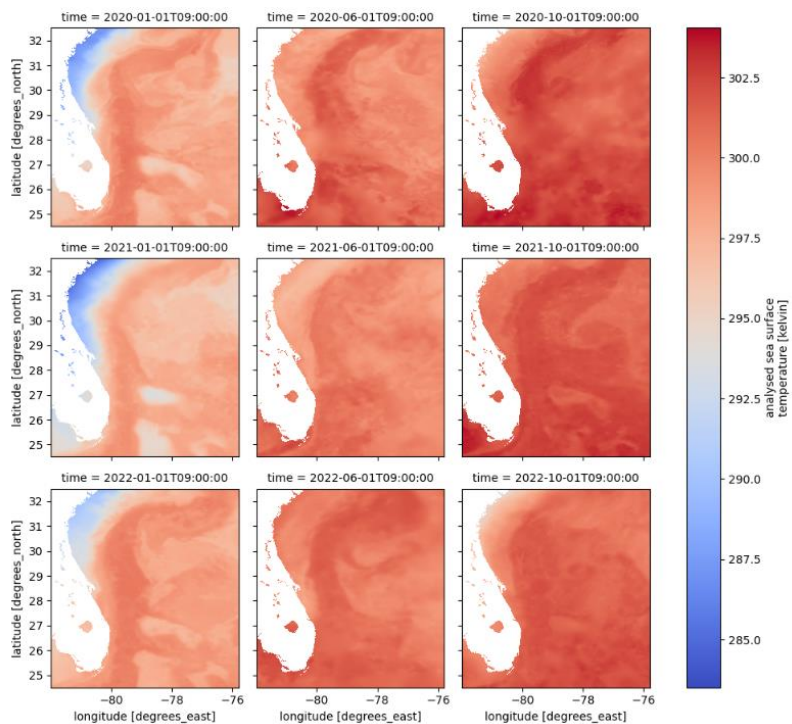 time = 2020-01-01T09:00:00
time = 2020-06-01T09:00:00
time = 2020-10-01T09:00:00
32
31
30
29
28
27
26
25
latitude [degrees_north]
time = 2021-01-01T09:00:00
time = 2021-06-01T09:00:00
time = 2021-10-01T09:00:00
32
31
30
29
28
27
26
25
latitude [degrees_north]
time = 2022-01-01T09:00:00
time = 2022-06-01T09:00:00
time = 2022-10-01T09:00:00
32
31
30
29
28
27
26
25
latitude [degrees_north]
−80 −78 −76
longitude [degrees_east]
−80 −78 −76
longitude [degrees_east]
−82 −80 −78 −76
longitude [degrees_east]
302.5
300.0
297.5
295.0
292.5
290.0
287.5
285.0
analysed sea surface
temperature [kelvin]